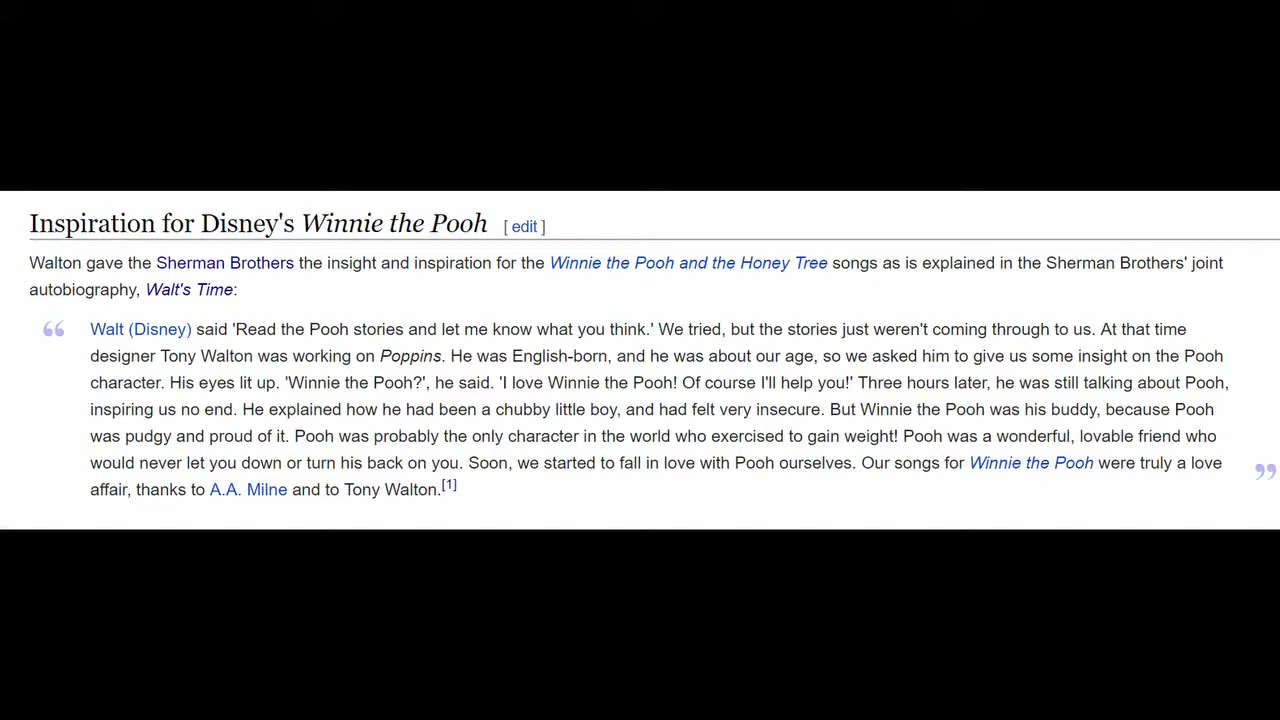 Inspiration for Disney's Winnie the Pooh [ edit ]
Walton gave the Sherman Brothers the insight and inspiration for the Winnie the Pooh and the Honey Tree songs as is explained in the Sherman Brothers' joint
autobiography, Walt's Time:
“ Walt (Disney) said 'Read the Pooh stories and let me know what you think.' We tried, but the stories just weren't coming through to us. At that time
designer Tony Walton was working on Poppins. He was English-born, and he was about our age, so we asked him to give us some insight on the Pooh
character. His eyes lit up. 'Winnie the Pooh?', he said. 'I love Winnie the Pooh! Of course I'll help you!' Three hours later, he was still talking about Pooh,
inspiring us no end. He explained how he had been a chubby little boy, and had felt very insecure. But Winnie the Pooh was his buddy, because Pooh
was pudgy and proud of it. Pooh was probably the only character in the world who exercised to gain weight! Pooh was a wonderful, lovable friend who
would never let you down or turn his back on you. Soon, we started to fall in love with Pooh ourselves. Our songs for Winnie the Pooh were truly a love
affair, thanks to A.A. Milne and to Tony Walton.[1] ”